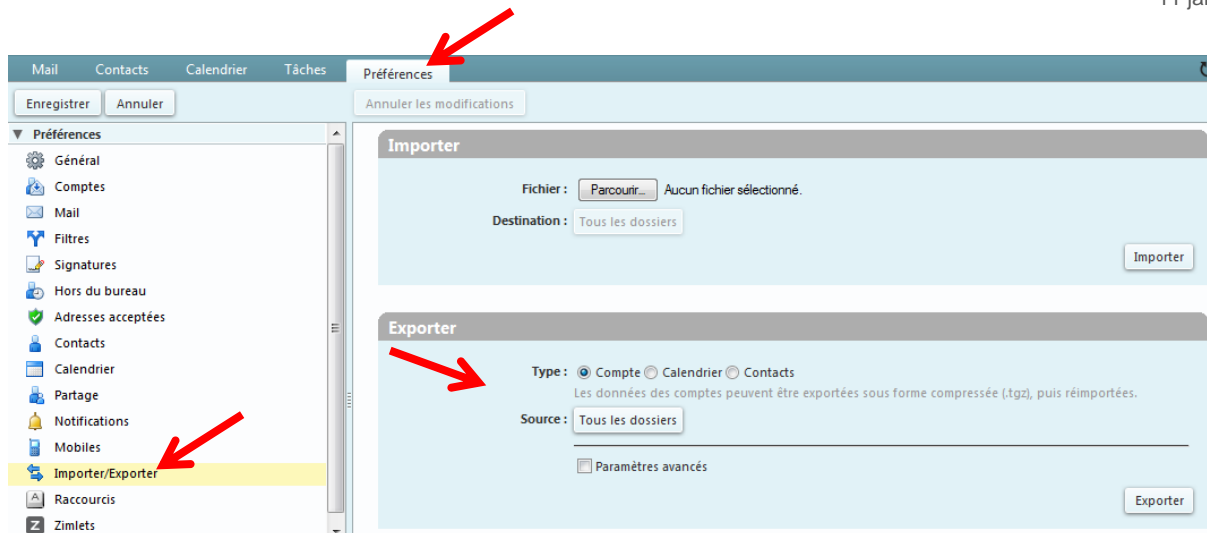 Mail Contacts Calendrier Tâches Préférences
Enregistrer Annuler Annuler les modifications
Préférences
Général
Comptes
Mail
Filtres
Signatures
Hors du bureau
Adresses acceptées
Contacts
Calendrier
Partage
Notifications
Mobiles
Importer/Exporter
Raccourcis
Zimlets
Importer
Fichier : Parcourir... Aucun fichier sélectionné.
Destination : Tous les dossiers
Importer
Exporter
Type : Compte Calendrier Contacts
Les données des comptes peuvent être exportées sous forme compressée (.tgz), puis réimportées.
Source : Tous les dossiers
Paramètres avancés
Exporter